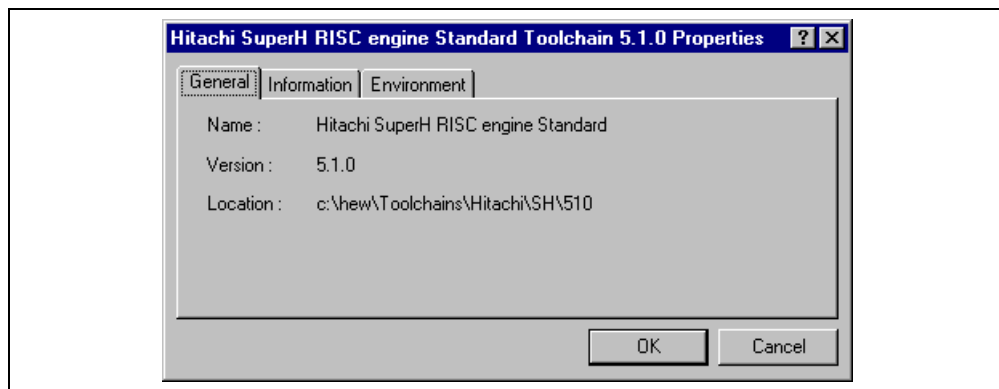 Hitachi SuperH RISC engine Standard Toolchain 5.1.0 Properties
General Information Environment
Name : Hitachi SuperH RISC engine Standard
Version : 5.1.0
Location : c:\hew\Toolchains\Hitachi\SH\510
OK Cancel